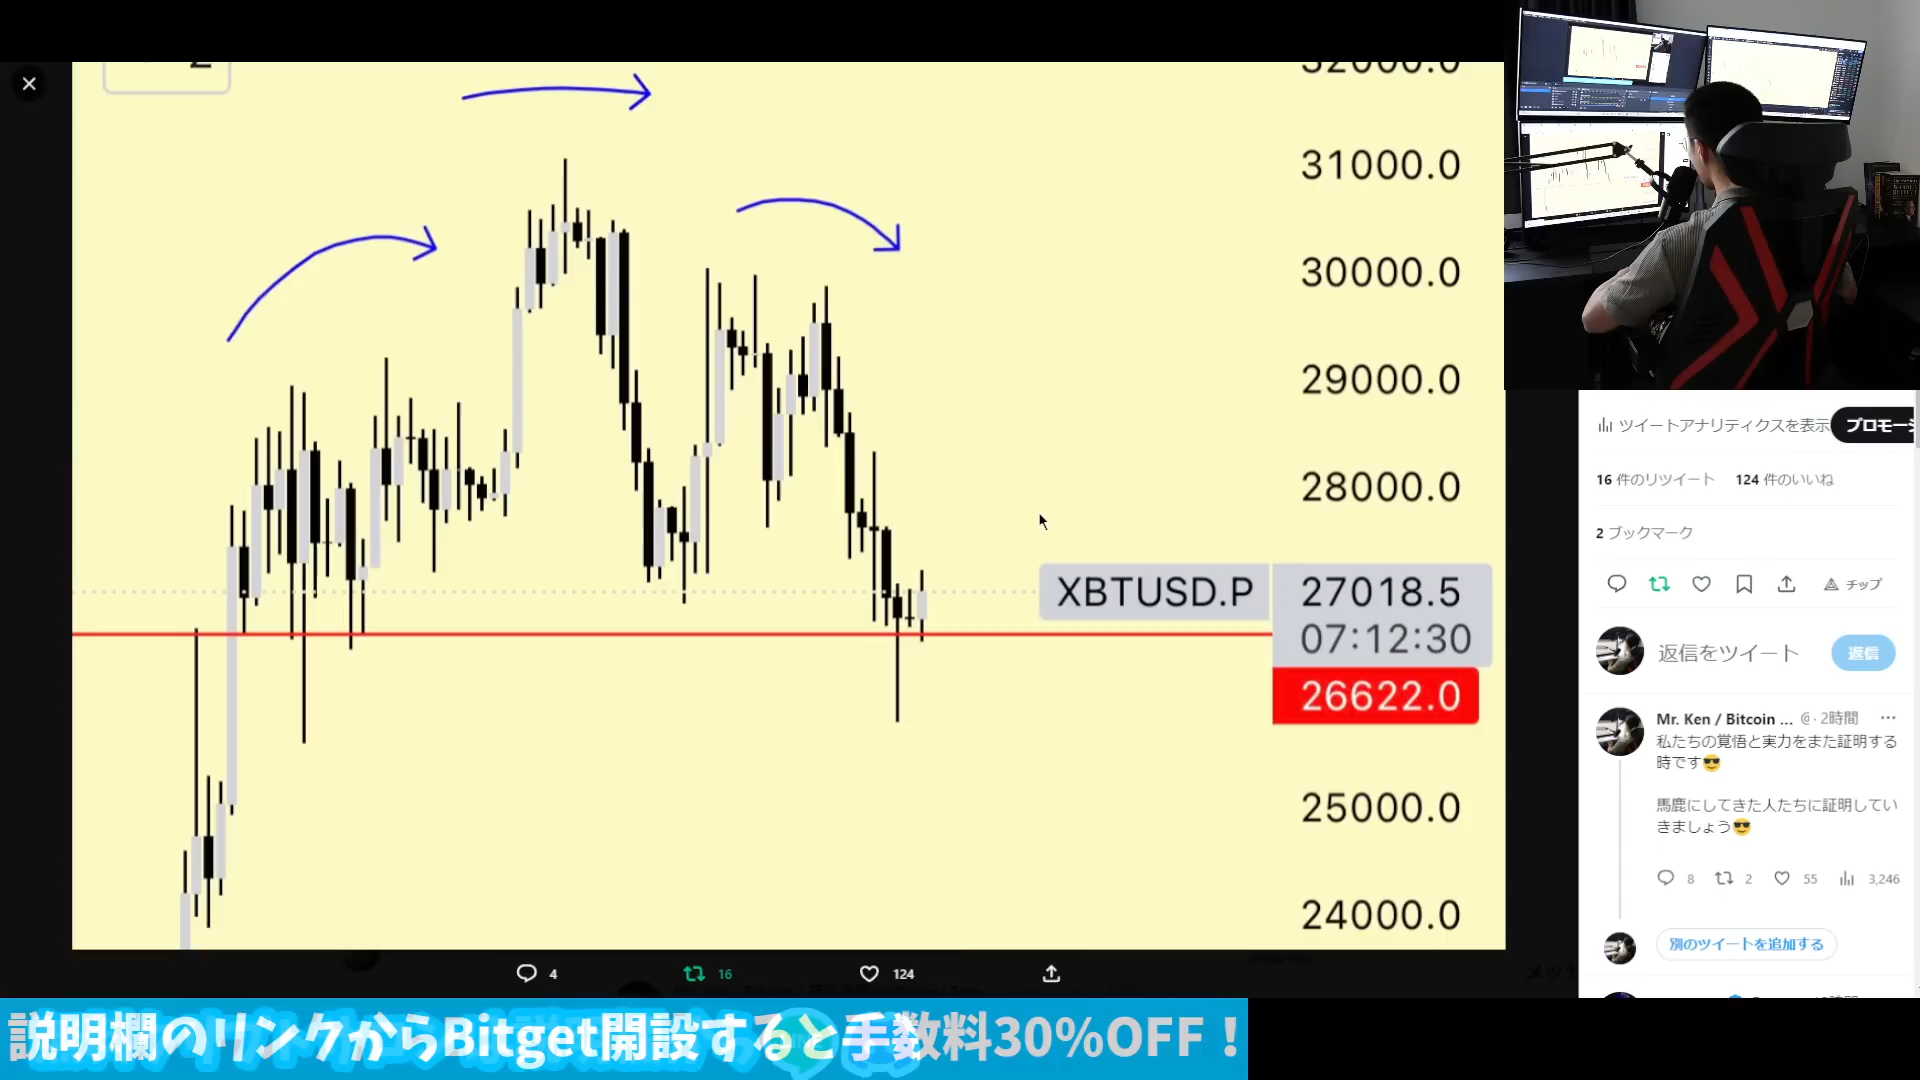 31000.0
30000.0
29000.0
28000.0
XBTUSD.P
27018.5
07:12:30
26622.0
25000.0
24000.0
ツイートアナリティクスを表示
プロモー
16 件のリツイート 124 件のいいね
2 ブックマーク
チップ
返信をツイート
返信
Mr. Ken / Bitcoin ... @ · 2時間 ...
私たちの覚悟と実力をまた証明する
時です😎
馬鹿にしてきた人たちに証明してい
きましょう😎
8 2 55 3,246
別のツイートを追加する
4 16 124
説明欄のリンクからBitget開設すると手数料30%OFF!